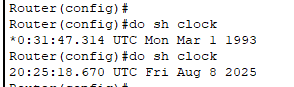 Router(config)#
Router(config)#do sh clock
*0:31:47.314 UTC Mon Mar 1 1993
Router(config)#do sh clock
20:25:18.670 UTC Fri Aug 8 2025
Router(config)#